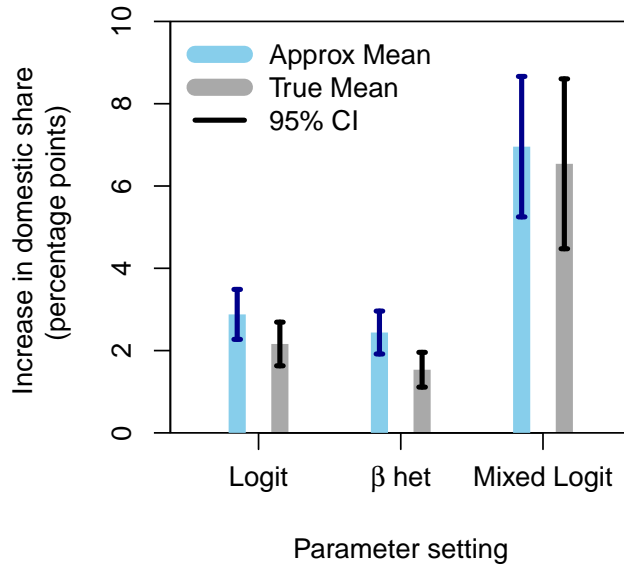 Increase in domestic share
(percentage points)
10
8
6
4
2
0
Approx Mean
True Mean
95% CI
Logit
β het
Mixed Logit
Parameter setting